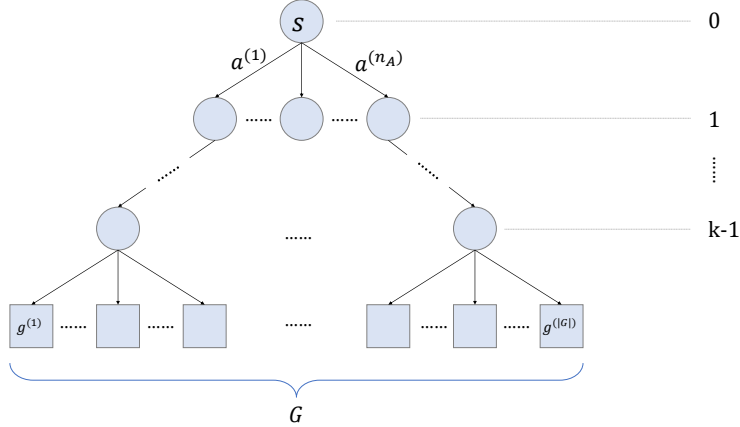 S 0
a^(1) a^(n_A)
...... ...... 1
...... ...... ......
k-1
......
g^(1) ...... ...... ...... ...... ...... g^(|G|)
G